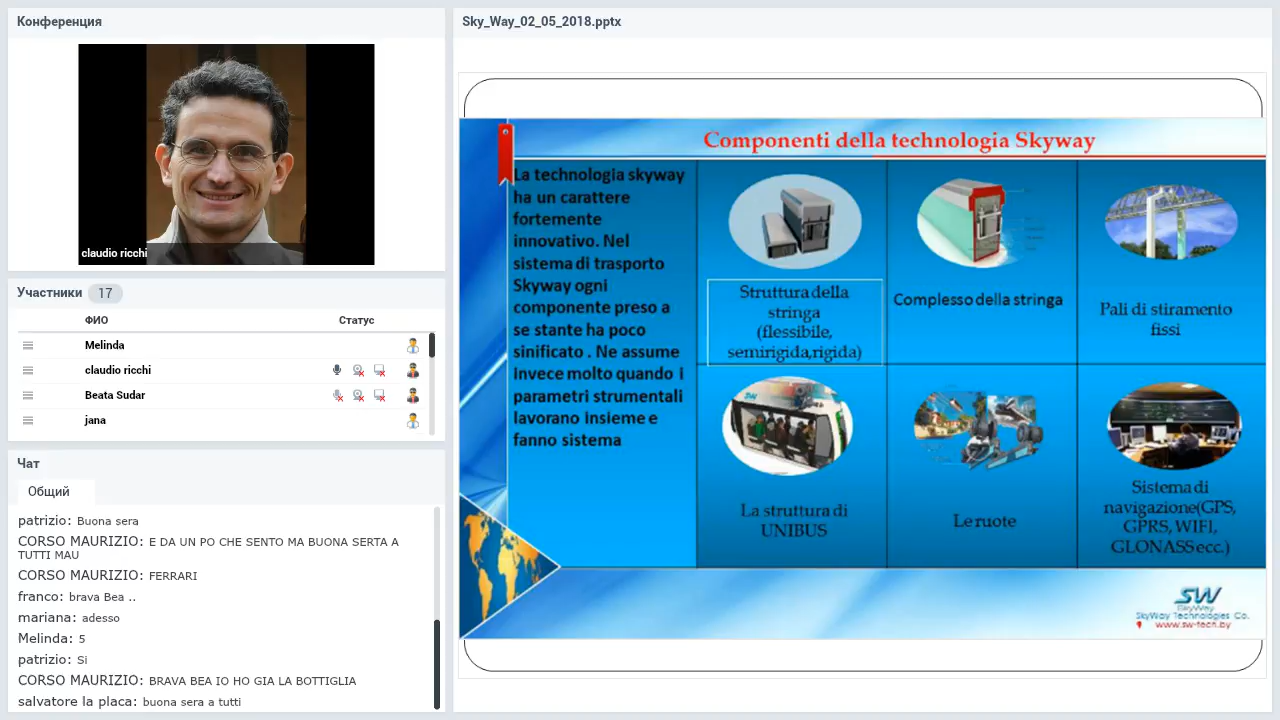 Конференция
claudio ricchi
Участники 17
ФИО Статус
Melinda
claudio ricchi
Beata Sudar
jana
Чат
Общий
patrizio: Buona sera
CORSO MAURIZIO: E DA UN PO CHE SENTO MA BUONA SERTA A
TUTTI MAU
CORSO MAURIZIO: FERRARI
franco: brava Bea ..
mariana: adesso
Melinda: 5
patrizio: Si
CORSO MAURIZIO: BRAVA BEA IO HO GIA LA BOTTIGLIA
salvatore la placa: buona sera a tutti
Sky_Way_02_05_2018.pptx
Componenti della technologia Skyway
La technologia skyway
ha un carattere
fortemente
innovativo. Nel
sistema di trasporto
Skyway ogni
componente preso a
se stante ha poco
sinificato . Ne assume
invece molto quando i
parametri strumentali
lavorano insieme e
fanno sistema
Struttura della
stringa
(flessibile,
semirigida,rigida)
Complesso della stringa
Pali di stiramento
fissi
La struttura di
UNIBUS
Le ruote
Sistema di
navigazione(GPS,
GPRS, WIFI,
GLONASS ecc.)
SW
SkyWay
SkyWay Technologies Co.
www.sw-tech.by